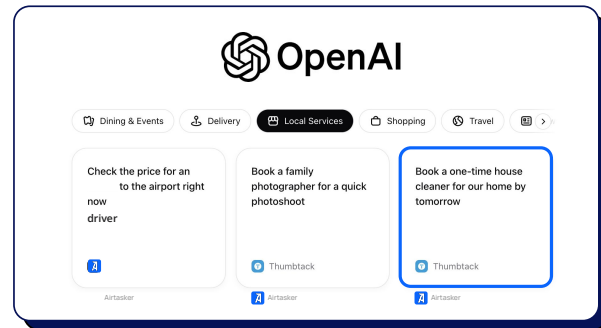 OpenAI
Dining & Events
Delivery
Local Services
Shopping
Travel
Check the price for an
to the airport right
now
driver
Book a family
photographer for a quick
photoshoot
Thumbtack
Book a one-time house
cleaner for our home by
tomorrow
Thumbtack
Airtasker
Airtasker
Airtasker